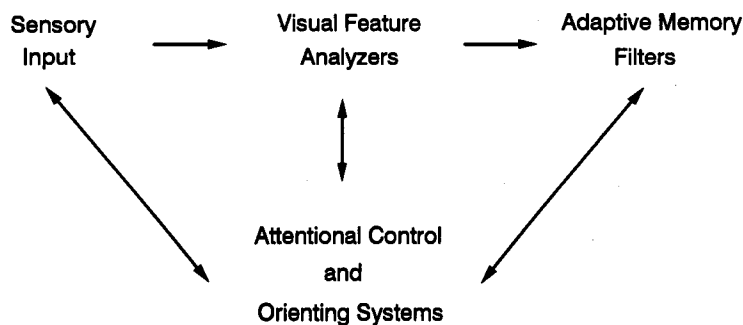 Sensory
Input
Visual Feature
Analyzers
Adaptive Memory
Filters
Attentional Control
and
Orienting Systems